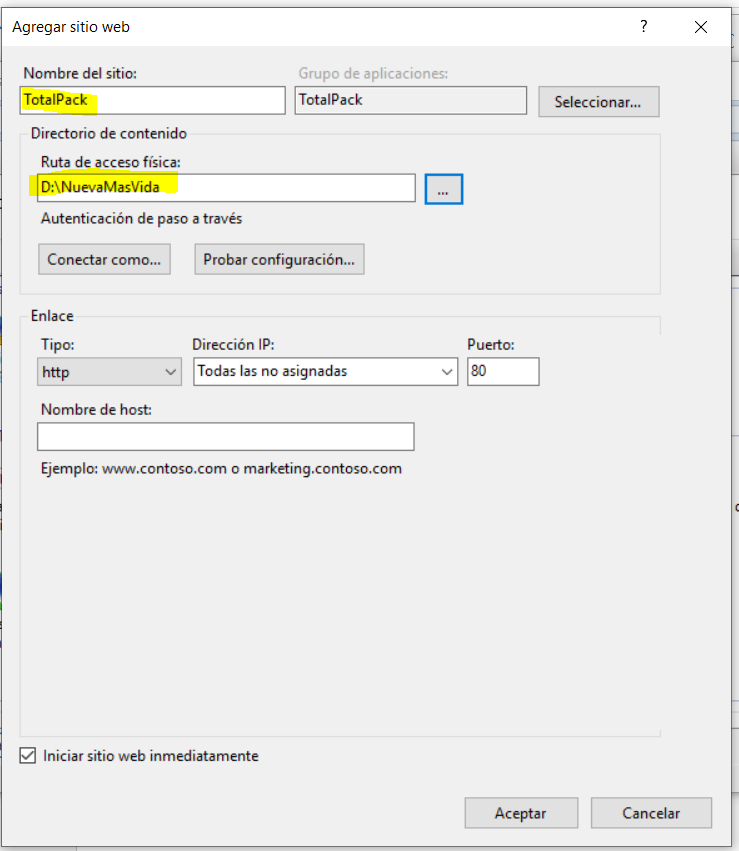 Agregar sitio web
?
Nombre del sitio:
Grupo de aplicaciones:
TotalPack
TotalPack
Seleccionar...
Directorio de contenido
Ruta de acceso física:
D:\NuevaMasVida
...
Autenticación de paso a través
Conectar como...
Probar configuración...
Enlace
Tipo:
Dirección IP:
Puerto:
http
Todas las no asignadas
80
Nombre de host:
Ejemplo: www.contoso.com o marketing.contoso.com
Iniciar sitio web inmediatamente
Aceptar
Cancelar